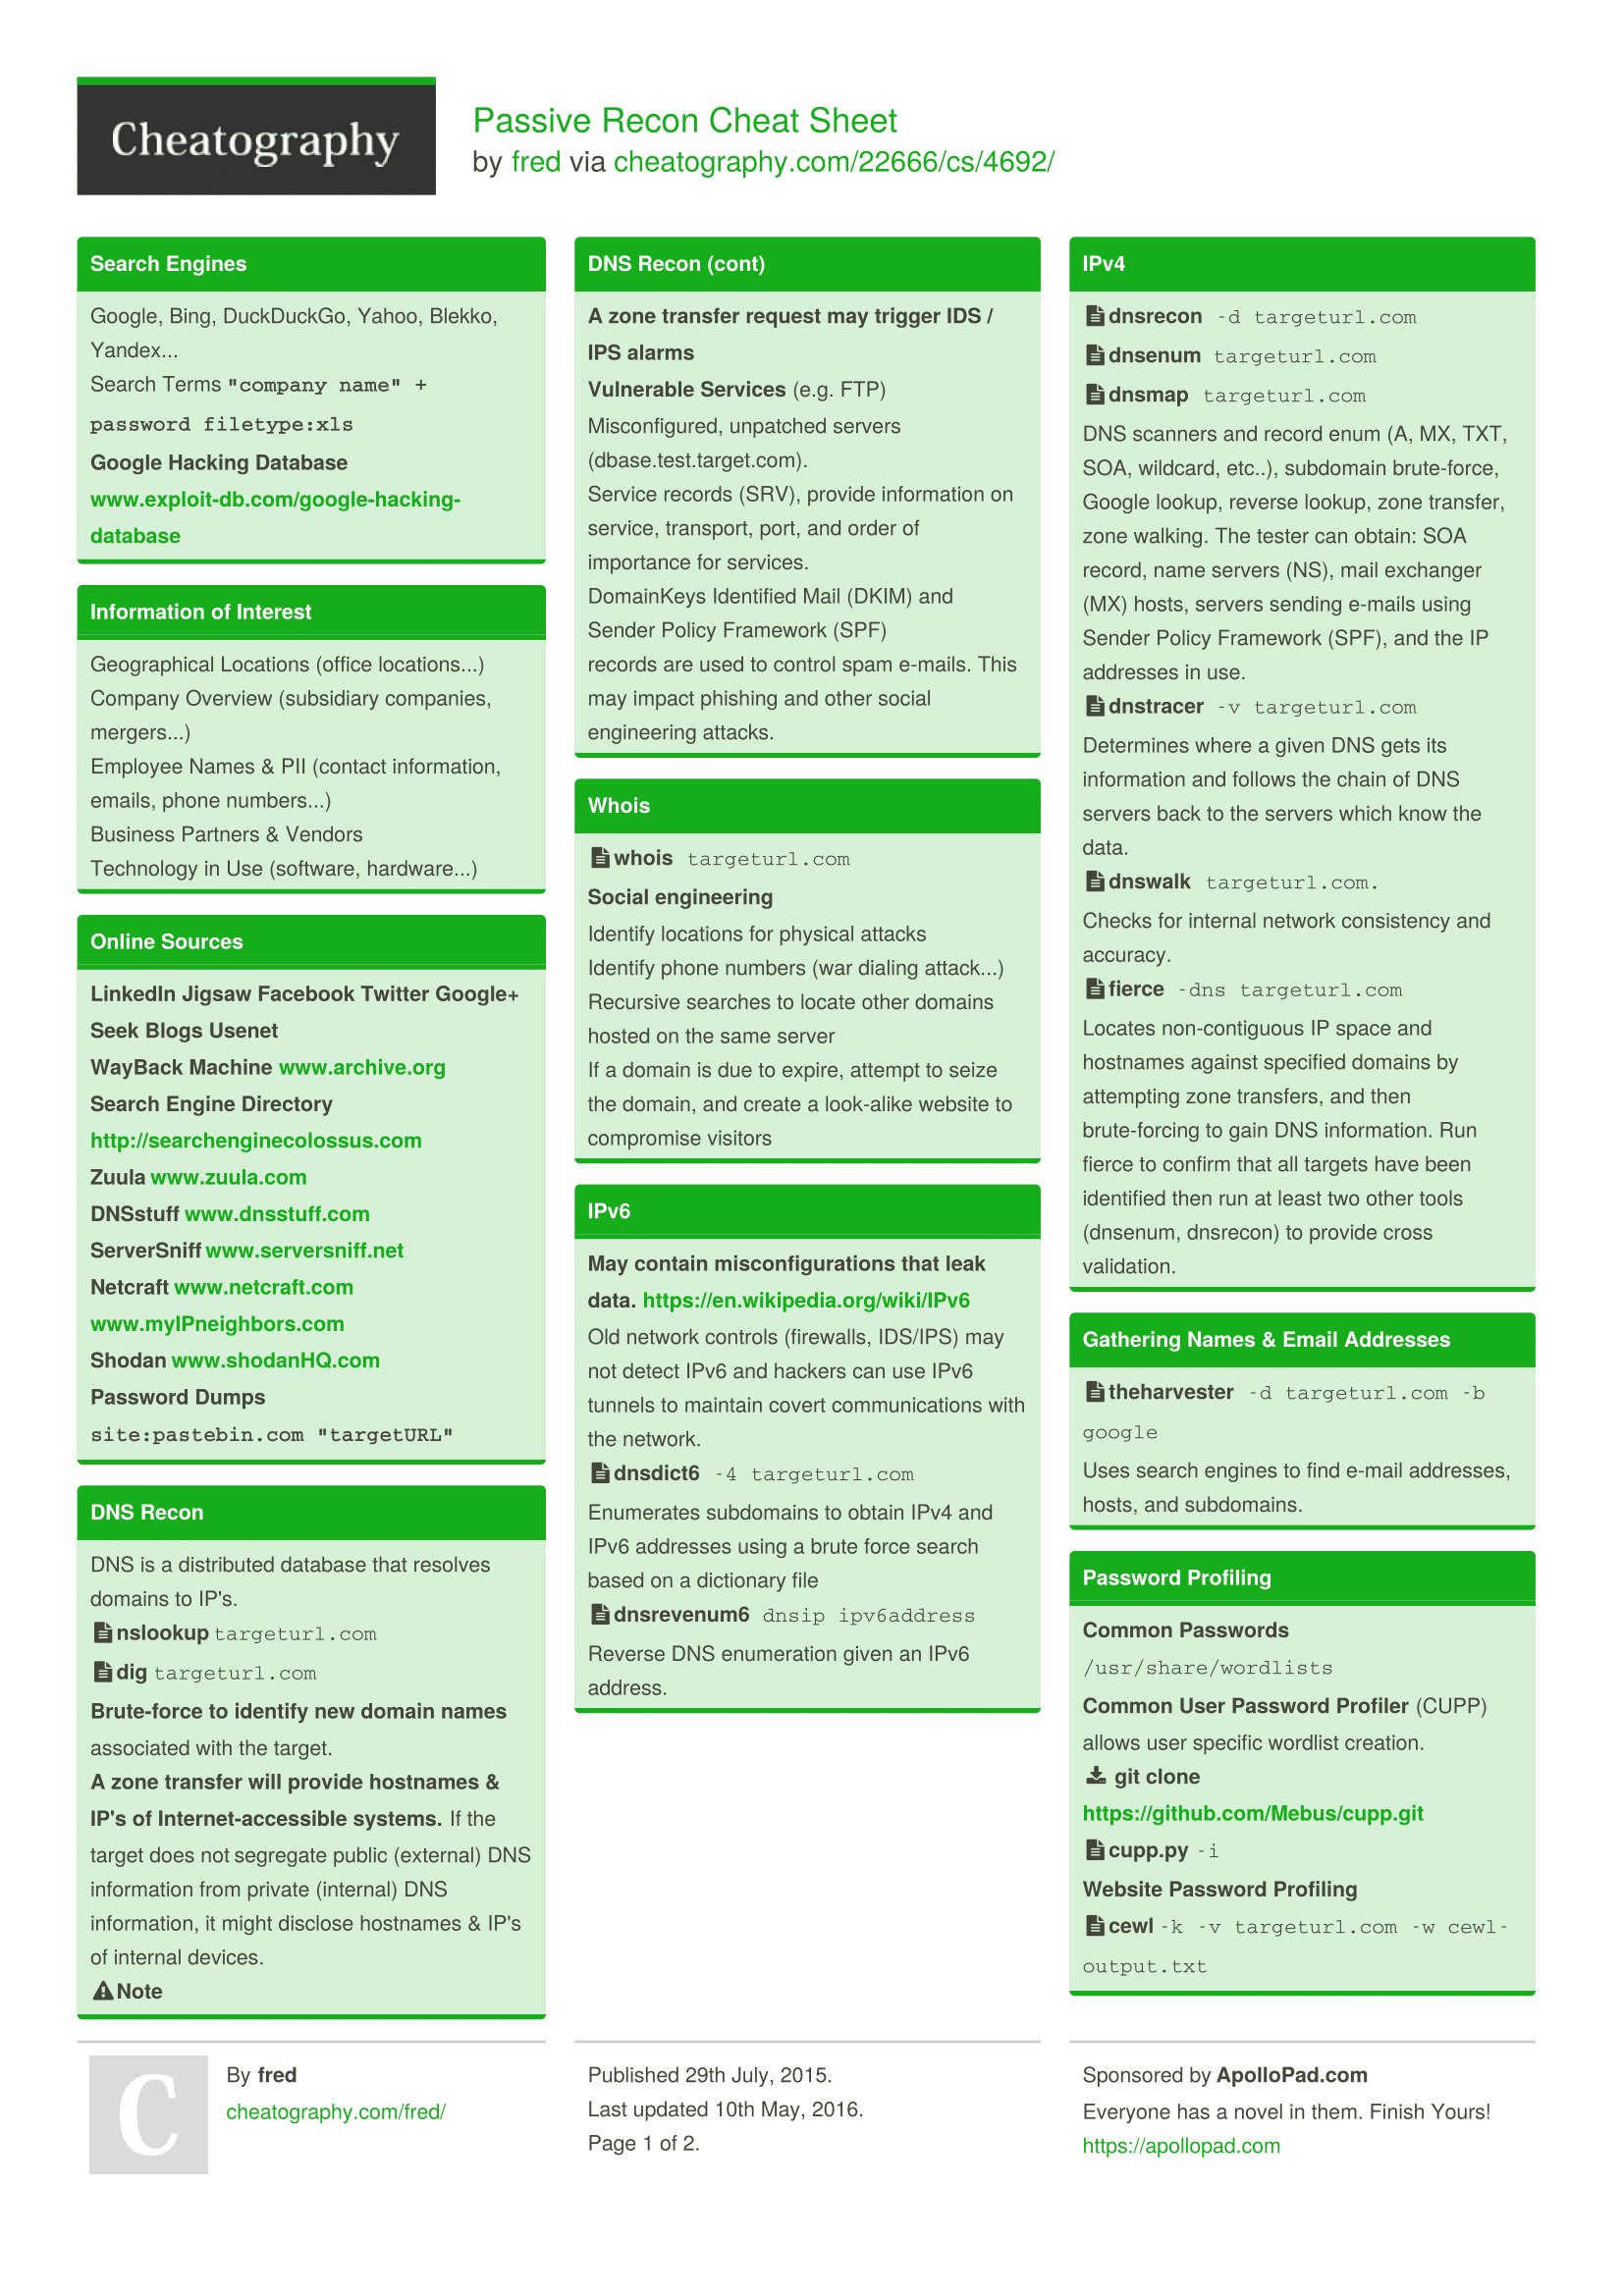 Cheatography
Passive Recon Cheat Sheet
by fred via cheatography.com/22666/cs/4692/
Search Engines
Google, Bing, DuckDuckGo, Yahoo, Blekko,
Yandex...
Search Terms "company name" +
password filetype:xls
Google Hacking Database
www.exploit-db.com/google-hacking-
database
Information of Interest
Geographical Locations (office locations...)
Company Overview (subsidiary companies,
mergers...)
Employee Names & PII (contact information,
emails, phone numbers...)
Business Partners & Vendors
Technology in Use (software, hardware...)
Online Sources
LinkedIn Jigsaw Facebook Twitter Google+
Seek Blogs Usenet
WayBack Machine www.archive.org
Search Engine Directory
http://searchenginecolossus.com
Zuula www.zuula.com
DNSstuff www.dnsstuff.com
ServerSniff www.serversniff.net
Netcraft www.netcraft.com
www.myIPneighbors.com
Shodan www.shodanHQ.com
Password Dumps
site:pastebin.com "targetURL"
DNS Recon
DNS is a distributed database that resolves
domains to IP's.
nslookup targeturl.com
dig targeturl.com
Brute-force to identify new domain names
associated with the target.
A zone transfer will provide hostnames &
IP's of Internet-accessible systems. If the
target does not segregate public (external) DNS
information from private (internal) DNS
information, it might disclose hostnames & IP's
of internal devices.
Note
DNS Recon (cont)
A zone transfer request may trigger IDS /
IPS alarms
Vulnerable Services (e.g. FTP)
Misconfigured, unpatched servers
(dbase.test.target.com).
Service records (SRV), provide information on
service, transport, port, and order of
importance for services.
DomainKeys Identified Mail (DKIM) and
Sender Policy Framework (SPF)
records are used to control spam e-mails. This
may impact phishing and other social
engineering attacks.
Whois
whois targeturl.com
Social engineering
Identify locations for physical attacks
Identify phone numbers (war dialing attack...)
Recursive searches to locate other domains
hosted on the same server
If a domain is due to expire, attempt to seize
the domain, and create a look-alike website to
compromise visitors
IPv6
May contain misconfigurations that leak
data. https://en.wikipedia.org/wiki/IPv6
Old network controls (firewalls, IDS/IPS) may
not detect IPv6 and hackers can use IPv6
tunnels to maintain covert communications with
the network.
dnsdict6 -4 targeturl.com
Enumerates subdomains to obtain IPv4 and
IPv6 addresses using a brute force search
based on a dictionary file
dnsrevenum6 dnsip ipv6address
Reverse DNS enumeration given an IPv6
address.
IPv4
dnsrecon -d targeturl.com
dnsenum targeturl.com
dnsmap targeturl.com
DNS scanners and record enum (A, MX, TXT,
SOA, wildcard, etc..), subdomain brute-force,
Google lookup, reverse lookup, zone transfer,
zone walking. The tester can obtain: SOA
record, name servers (NS), mail exchanger
(MX) hosts, servers sending e-mails using
Sender Policy Framework (SPF), and the IP
addresses in use.
dnstracer -v targeturl.com
Determines where a given DNS gets its
information and follows the chain of DNS
servers back to the servers which know the
data.
dnswalk targeturl.com.
Checks for internal network consistency and
accuracy.
fierce -dns targeturl.com
Locates non-contiguous IP space and
hostnames against specified domains by
attempting zone transfers, and then
brute-forcing to gain DNS information. Run
fierce to confirm that all targets have been
identified then run at least two other tools
(dnsenum, dnsrecon) to provide cross
validation.
Gathering Names & Email Addresses
theharvester -d targeturl.com -b
google
Uses search engines to find e-mail addresses,
hosts, and subdomains.
Password Profiling
Common Passwords
/usr/share/wordlists
Common User Password Profiler (CUPP)
allows user specific wordlist creation.
git clone
https://github.com/Mebus/cupp.git
cupp.py -i
Website Password Profiling
cewl -k -v targeturl.com -w cewl-
output.txt
C
By fred
cheatography.com/fred/
Published 29th July, 2015.
Last updated 10th May, 2016.
Page 1 of 2.
Sponsored by ApolloPad.com
Everyone has a novel in them. Finish Yours!
https://apollopad.com